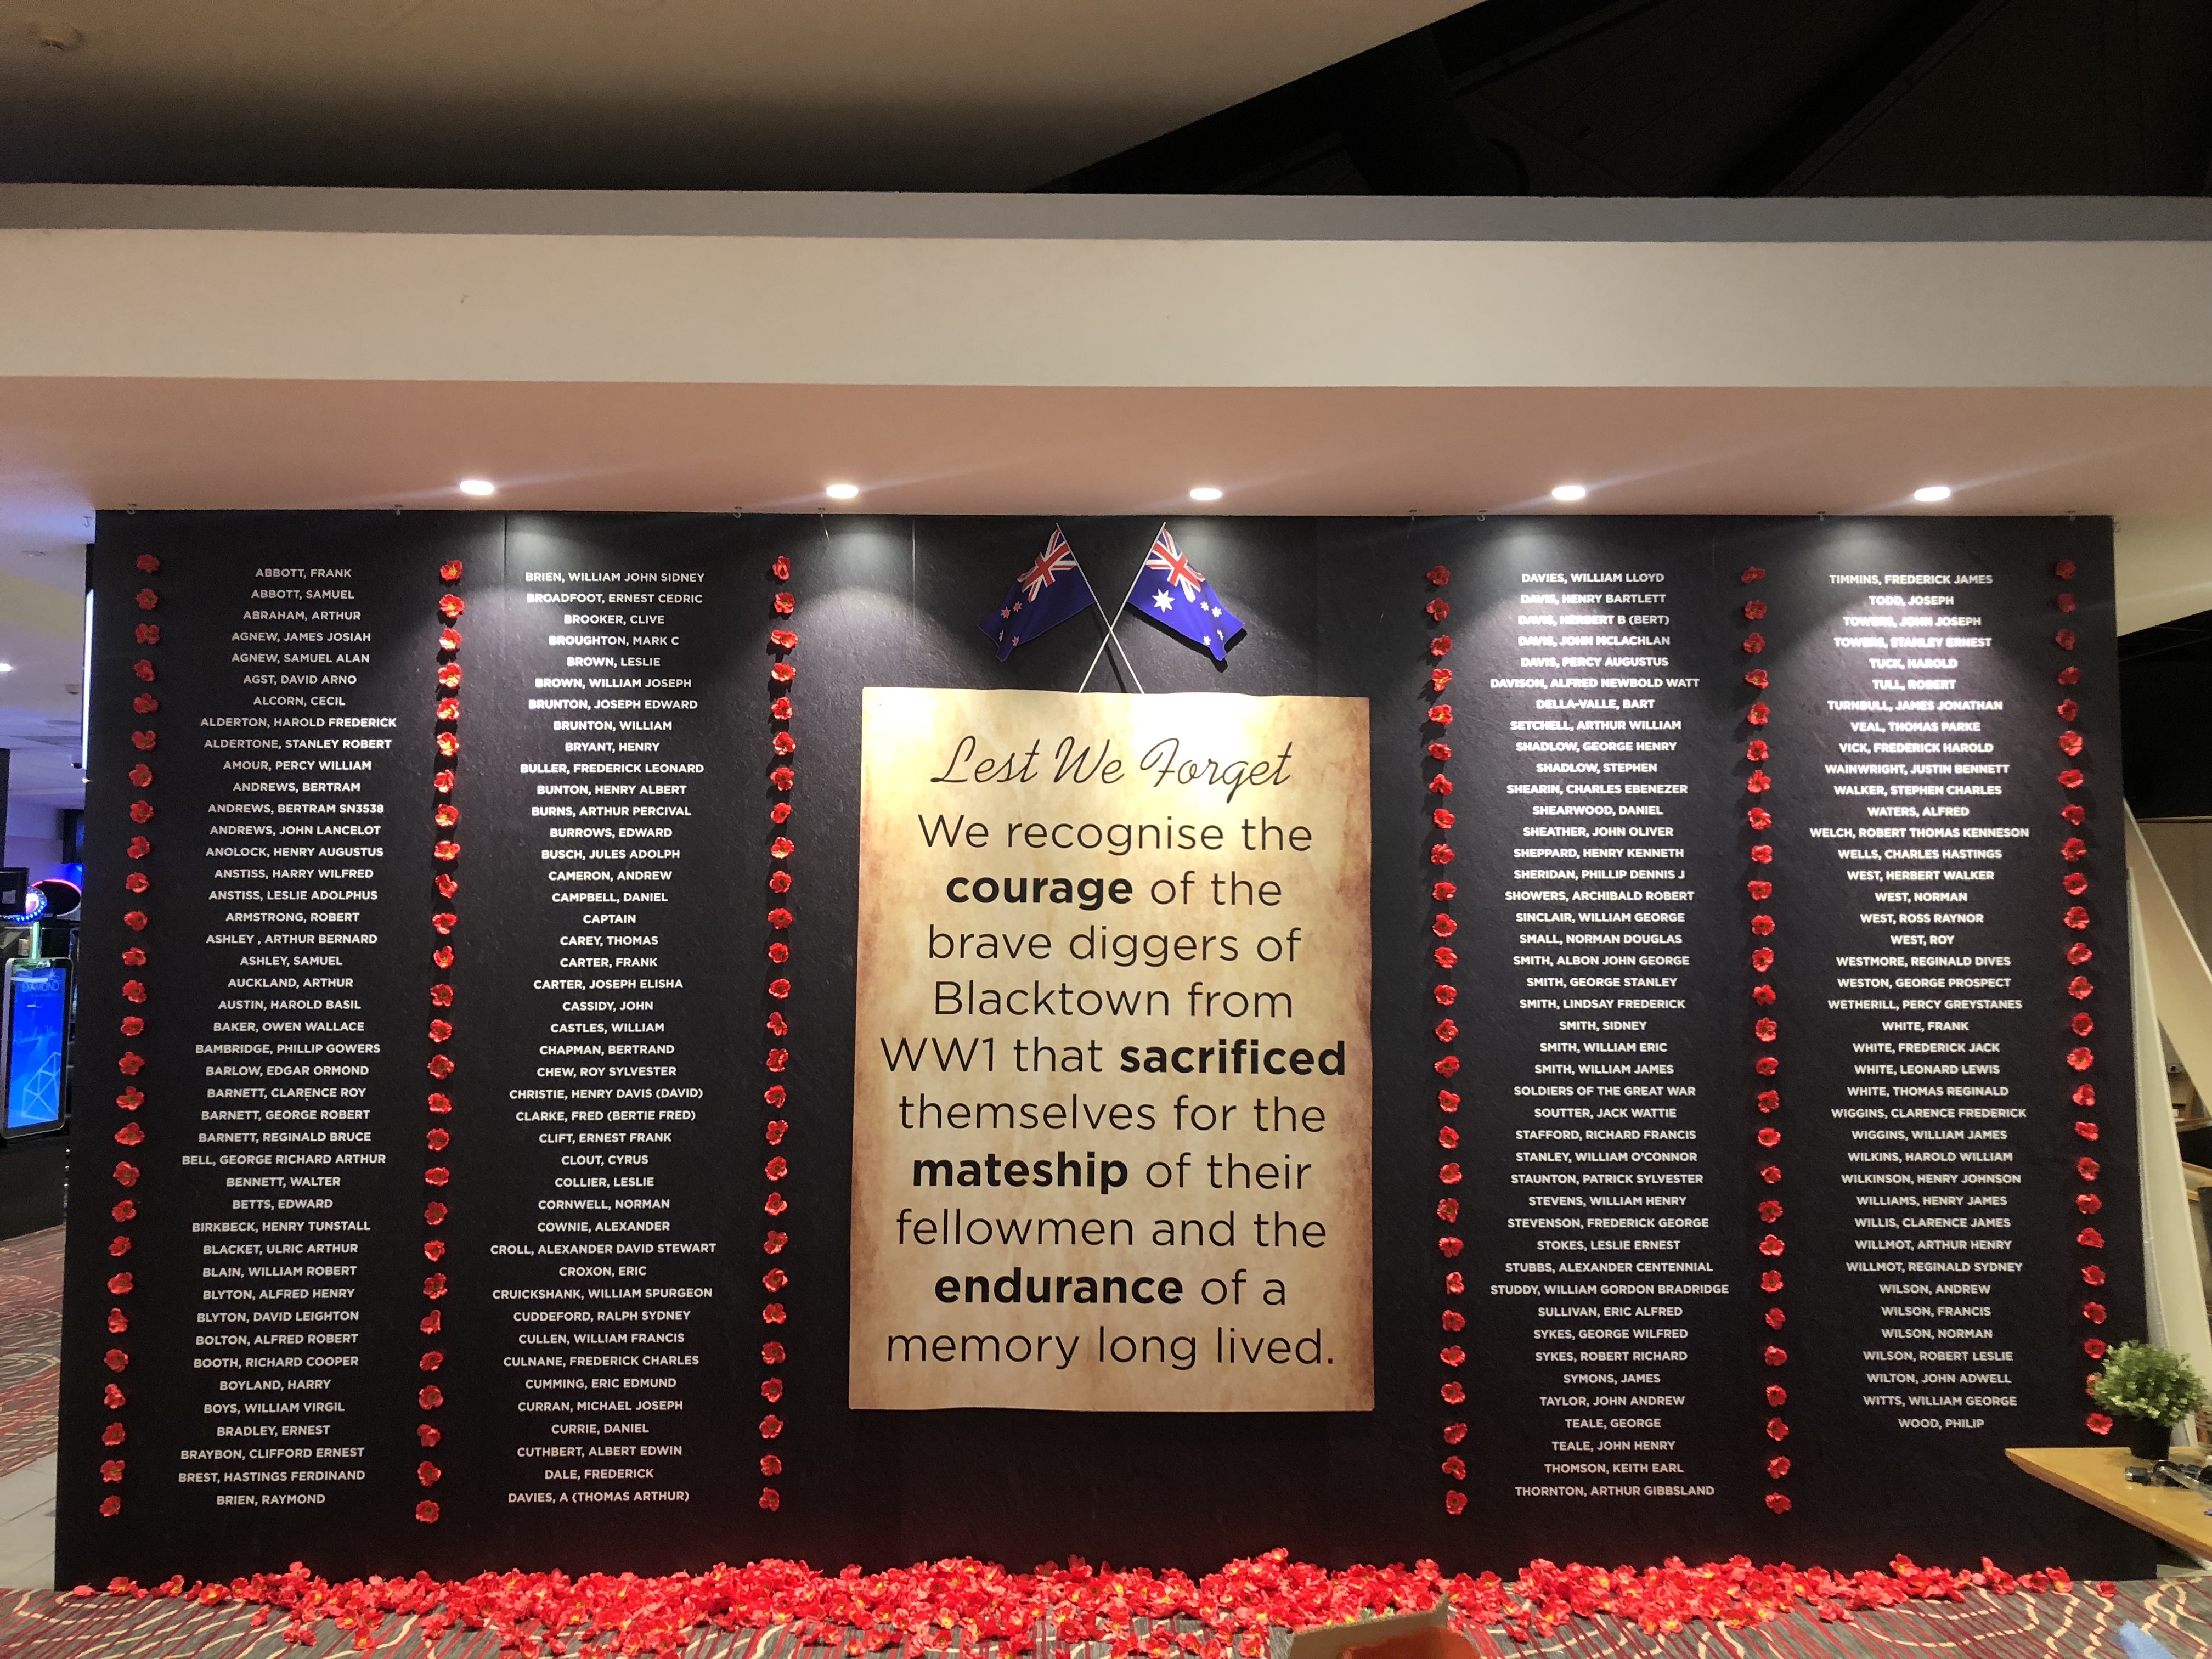 ABBOTT, FRANK
ABBOTT, SAMUEL
ABRAHAM, ARTHUR
AGNEW, JAMES JOSIAH
AGNEW, SAMUEL ALAN
AGST, DAVID ARNO
ALCORN, CECIL
ALDERTON, HAROLD FREDERICK
ALDERTONE, STANLEY ROBERT
AMOUR, PERCY WILLIAM
ANDREWS, BERTRAM
ANDREWS, BERTRAM SN3538
ANDREWS, JOHN LANCELOT
ANOLOCK, HENRY AUGUSTUS
ANSTISS, HARRY WILFRED
ANSTISS, LESLIE ADOLPHUS
ARMSTRONG, ROBERT
ASHLEY , ARTHUR BERNARD
ASHLEY, SAMUEL
AUCKLAND, ARTHUR
AUSTIN, HAROLD BASIL
BAKER, OWEN WALLACE
BAMBRIDGE, PHILLIP GOWERS
BARLOW, EDGAR ORMOND
BARNETT, CLARENCE ROY
BARNETT, GEORGE ROBERT
BARNETT, REGINALD BRUCE
BELL, GEORGE RICHARD ARTHUR
BENNETT, WALTER
BETTS, EDWARD
BIRKBECK, HENRY TUNSTALL
BLACKET, ULRIC ARTHUR
BLAIN, WILLIAM ROBERT
BLYTON, ALFRED HENRY
BLYTON, DAVID LEIGHTON
BOLTON, ALFRED ROBERT
BOOTH, RICHARD COOPER
BOYLAND, HARRY
BOYS, WILLIAM VIRGIL
BRADLEY, ERNEST
BRAYBON, CLIFFORD ERNEST
BREST, HASTINGS FERDINAND
BRIEN, RAYMOND
BRIEN, WILLIAM JOHN SIDNEY
BROADFOOT, ERNEST CEDRIC
BROOKER, CLIVE
BROUGHTON, MARK C
BROWN, LESLIE
BROWN, WILLIAM JOSEPH
BRUNTON, JOSEPH EDWARD
BRUNTON, WILLIAM
BRYANT, HENRY
BULLER, FREDERICK LEONARD
BUNTON, HENRY ALBERT
BURNS, ARTHUR PERCIVAL
BURROWS, EDWARD
BUSCH, JULES ADOLPH
CAMERON, ANDREW
CAMPBELL, DANIEL
CAPTAIN
CAREY, THOMAS
CARTER, FRANK
CARTER, JOSEPH ELISHA
CASSIDY, JOHN
CASTLES, WILLIAM
CHAPMAN, BERTRAND
CHEW, ROY SYLVESTER
CHRISTIE, HENRY DAVIS (DAVID)
CLARKE, FRED (BERTIE FRED)
CLIFT, ERNEST FRANK
CLOUT, CYRUS
COLLIER, LESLIE
CORNWELL, NORMAN
COWNIE, ALEXANDER
CROLL, ALEXANDER DAVID STEWART
CROXON, ERIC
CRUICKSHANK, WILLIAM SPURGEON
CUDDEFORD, RALPH SYDNEY
CULLEN, WILLIAM FRANCIS
CULNANE, FREDERICK CHARLES
CUMMING, ERIC EDMUND
CURRAN, MICHAEL JOSEPH
CURRIE, DANIEL
CUTHBERT, ALBERT EDWIN
DALE, FREDERICK
DAVIES, A (THOMAS ARTHUR)
Lest We Forget
We recognise the
courage of the
brave diggers of
Blacktown from
WW1 that sacrificed
themselves for the
mateship of their
fellowmen and the
endurance of a
memory long lived.
DAVIES, WILLIAM LLOYD
DAVIS, HENRY BARTLETT
DAVIS, HERBERT B (BERT)
DAVIS, JOHN MCLACHLAN
DAVIS, PERCY AUGUSTUS
DAVISON, ALFRED NEWBOLD WATT
DELLA-VALLE, BART
SETCHELL, ARTHUR WILLIAM
SHADLOW, GEORGE HENRY
SHADLOW, STEPHEN
SHEARIN, CHARLES EBENEZER
SHEARWOOD, DANIEL
SHEATHER, JOHN OLIVER
SHEPPARD, HENRY KENNETH
SHERIDAN, PHILLIP DENNIS J
SHOWERS, ARCHIBALD ROBERT
SINCLAIR, WILLIAM GEORGE
SMALL, NORMAN DOUGLAS
SMITH, ALBON JOHN GEORGE
SMITH, GEORGE STANLEY
SMITH, LINDSAY FREDERICK
SMITH, SIDNEY
SMITH, WILLIAM ERIC
SMITH, WILLIAM JAMES
SOLDIERS OF THE GREAT WAR
SOUTTER, JACK WATTIE
STAFFORD, RICHARD FRANCIS
STANLEY, WILLIAM O'CONNOR
STAUNTON, PATRICK SYLVESTER
STEVENS, WILLIAM HENRY
STEVENSON, FREDERICK GEORGE
STOKES, LESLIE ERNEST
STUBBS, ALEXANDER CENTENNIAL
STUDDY, WILLIAM GORDON BRADRIDGE
SULLIVAN, ERIC ALFRED
SYKES, GEORGE WILFRED
SYKES, ROBERT RICHARD
SYMONS, JAMES
TAYLOR, JOHN ANDREW
TEALE, GEORGE
TEALE, JOHN HENRY
THOMSON, KEITH EARL
THORNTON, ARTHUR GIBBSLAND
TIMMINS, FREDERICK JAMES
TODD, JOSEPH
TOWERS, JOHN JOSEPH
TOWERS, STANLEY ERNEST
TUCK, HAROLD
TULL, ROBERT
TURNBULL, JAMES JONATHAN
VEAL, THOMAS PARKE
VICK, FREDERICK HAROLD
WAINWRIGHT, JUSTIN BENNETT
WALKER, STEPHEN CHARLES
WATERS, ALFRED
WELCH, ROBERT THOMAS KENNESON
WELLS, CHARLES HASTINGS
WEST, HERBERT WALKER
WEST, NORMAN
WEST, ROSS RAYNOR
WEST, ROY
WESTMORE, REGINALD DIVES
WESTON, GEORGE PROSPECT
WETHERILL, PERCY GREYSTANES
WHITE, FRANK
WHITE, FREDERICK JACK
WHITE, LEONARD LEWIS
WHITE, THOMAS REGINALD
WIGGINS, CLARENCE FREDERICK
WIGGINS, WILLIAM JAMES
WILKINS, HAROLD WILLIAM
WILKINSON, HENRY JOHNSON
WILLIAMS, HENRY JAMES
WILLIS, CLARENCE JAMES
WILLMOT, ARTHUR HENRY
WILLMOT, REGINALD SYDNEY
WILSON, ANDREW
WILSON, FRANCIS
WILSON, NORMAN
WILSON, ROBERT LESLIE
WILTON, JOHN ADWELL
WITTS, WILLIAM GEORGE
WOOD, PHILIP